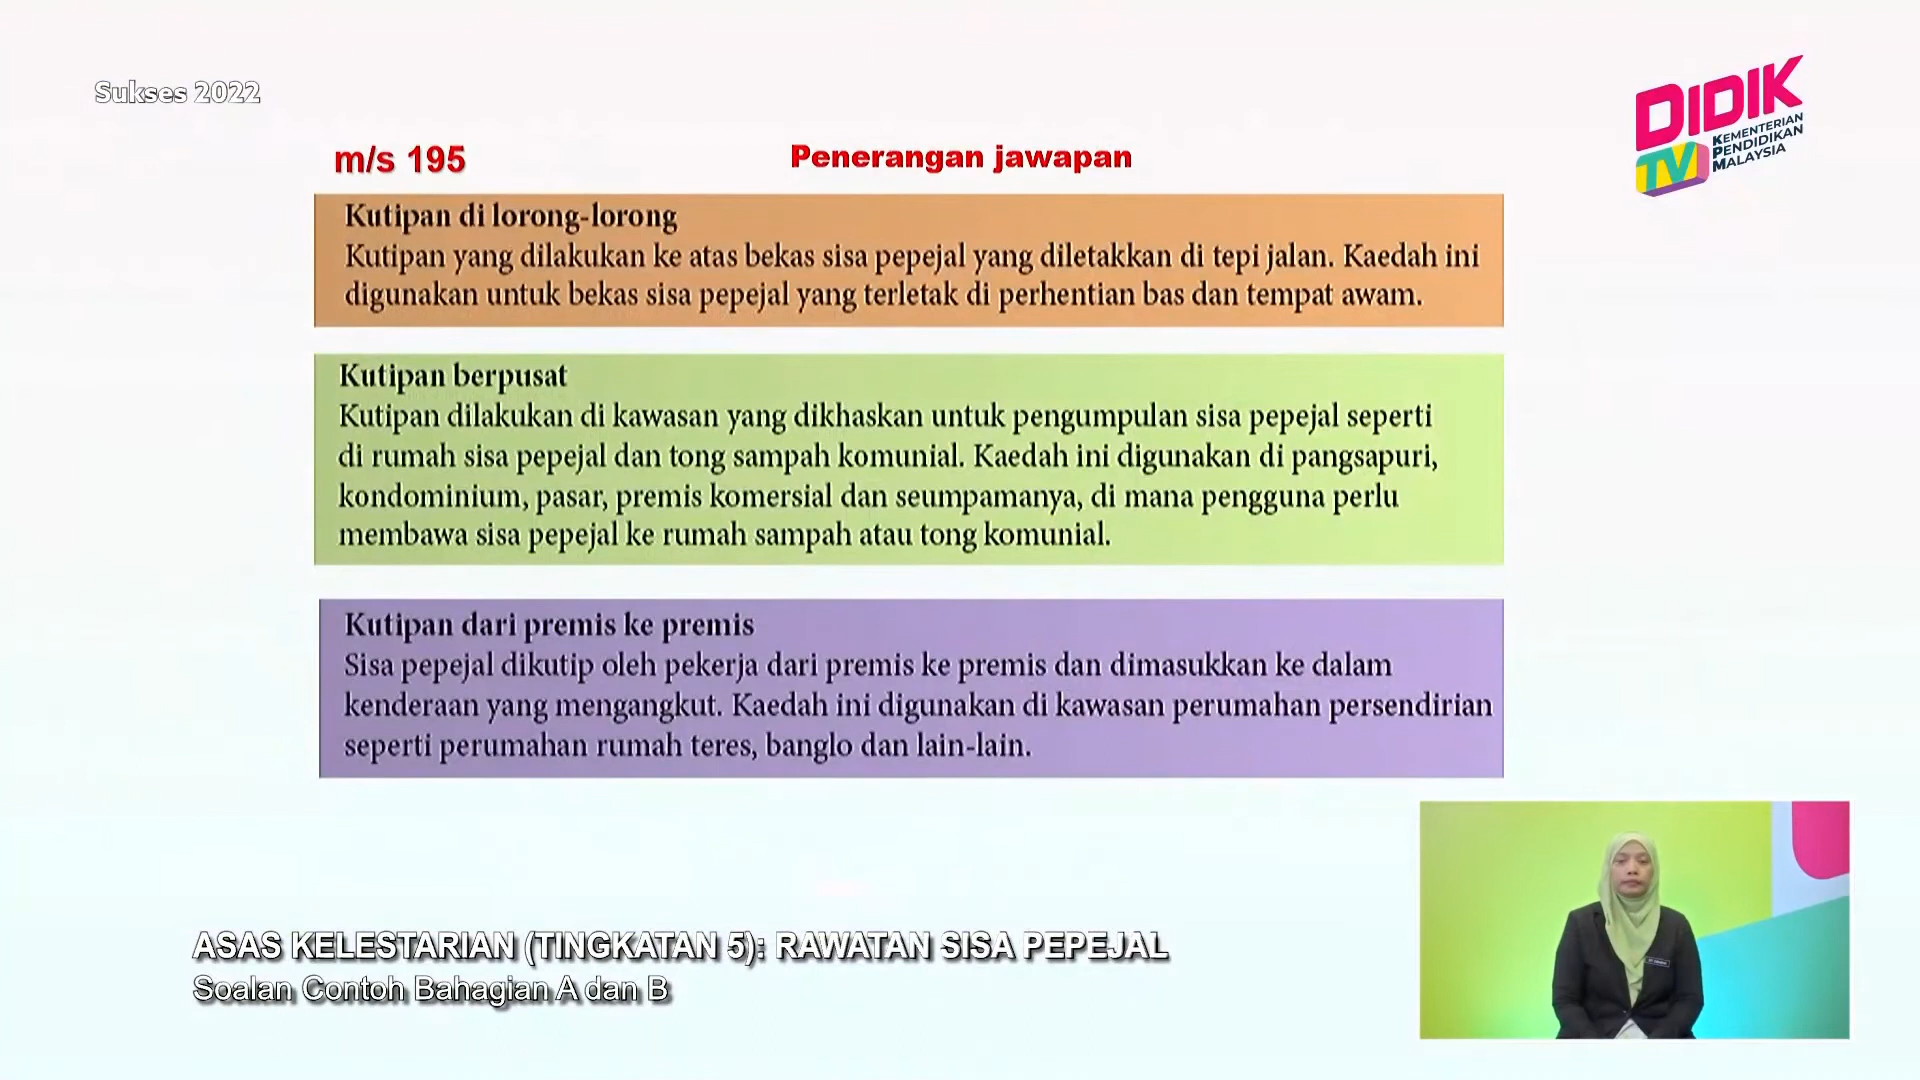 Sukses 2022
DIDIK
TV
KEMENTERIAN
PENDIDIKAN
MALAYSIA
m/s 195
Penerangan jawapan
Kutipan di lorong-lorong
Kutipan yang dilakukan ke atas bekas sisa pepejal yang diletakkan di tepi jalan. Kaedah ini
digunakan untuk bekas sisa pepejal yang terletak di perhentian bas dan tempat awam.
Kutipan berpusat
Kutipan dilakukan di kawasan yang dikhaskan untuk pengumpulan sisa pepejal seperti
di rumah sisa pepejal dan tong sampah komunial. Kaedah ini digunakan di pangsapuri,
kondominium, pasar, premis komersial dan seumpamanya, di mana pengguna perlu
membawa sisa pepejal ke rumah sampah atau tong komunial.
Kutipan dari premis ke premis
Sisa pepejal dikutip oleh pekerja dari premis ke premis dan dimasukkan ke dalam
kenderaan yang mengangkut. Kaedah ini digunakan di kawasan perumahan persendirian
seperti perumahan rumah teres, banglo dan lain-lain.
ASAS KELESTARIAN (TINGKATAN 5): RAWATAN SISA PEPEJAL
Soalan Contoh Bahagian A dan B